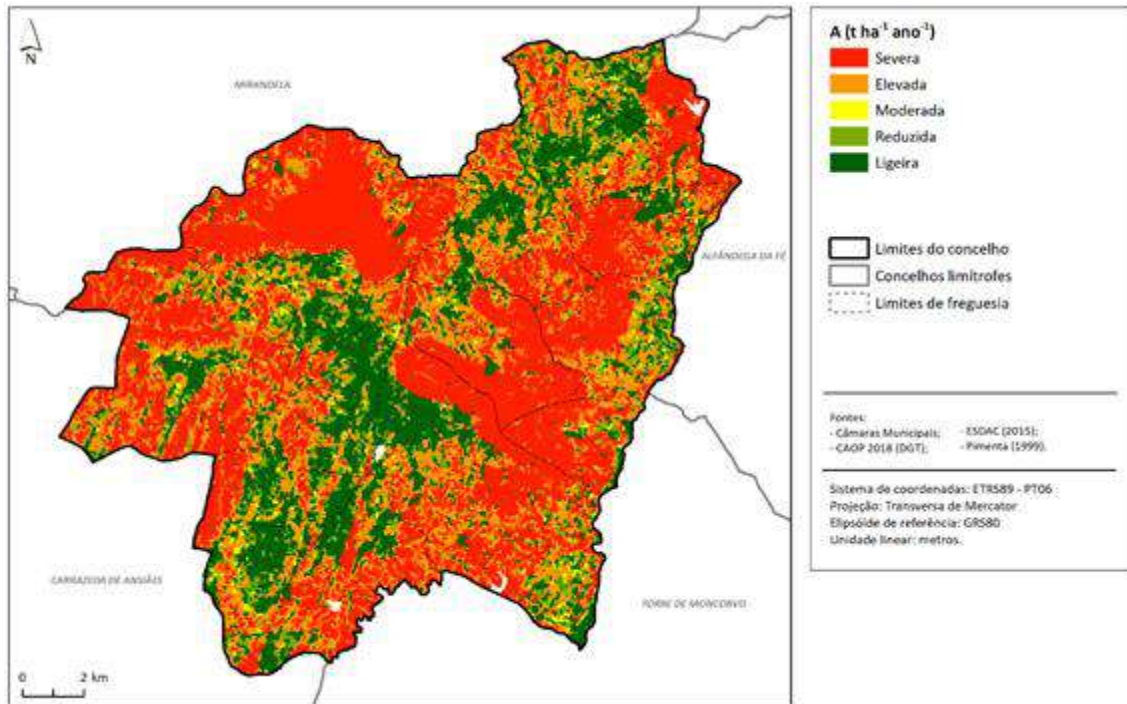 N
MIRANDELA
ALFÂNDEGA DA FÉ
CARRAZEDA DE ANSIÃES
TORRE DE MONCORVO
0 2 km
A (t ha⁻¹ ano⁻¹)
Severa
Elevada
Moderada
Reduzida
Ligeira
Limites do concelho
Concelhos limítrofes
Limites de freguesia
Fontes:
- Câmaras Municipais; - ESDAC (2015);
- CAOP 2018 (DGT); - Pimenta (1999).
Sistema de coordenadas: ETRS89 - PT06
Projeção: Transversa de Mercator
Elipsóide de referência: GRS80
Unidade linear: metros.